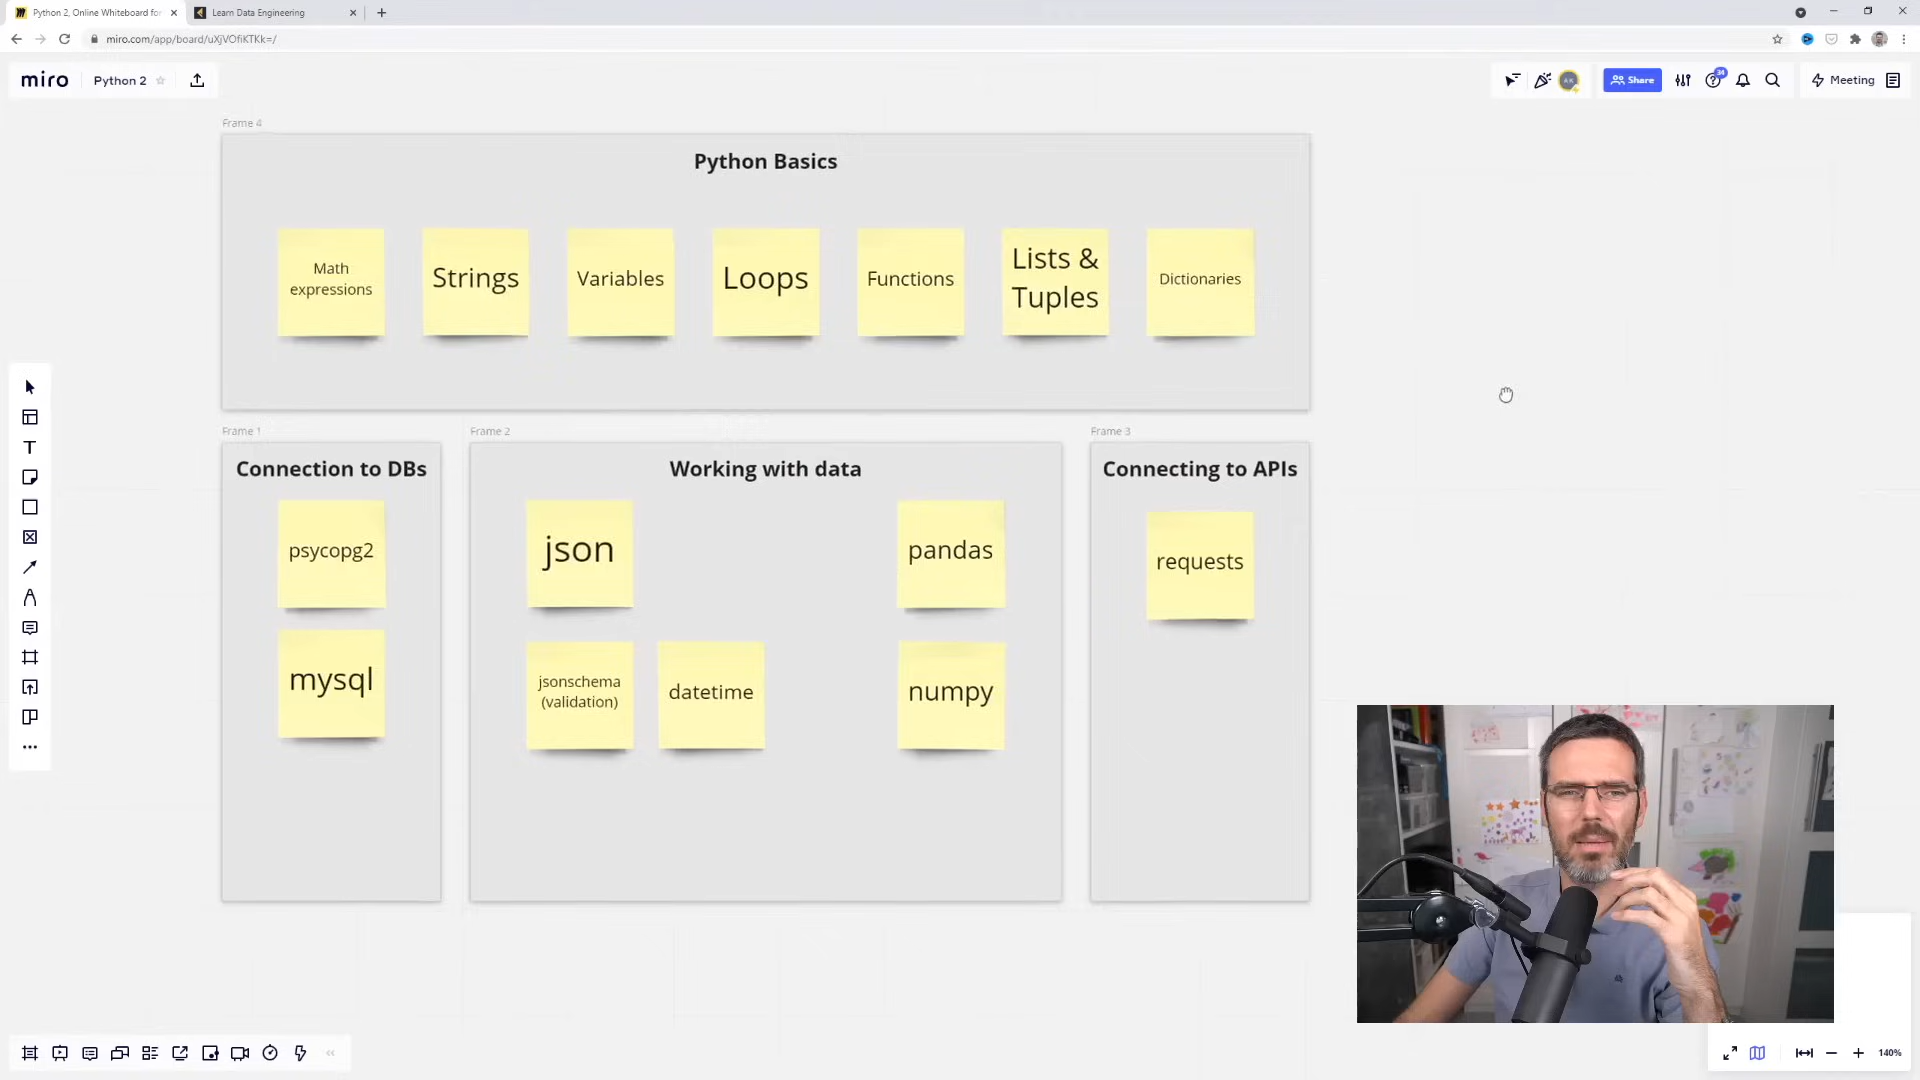 Python 2, Online Whiteboard for
Learn Data Engineering
miro.com/app/board/uXjVOfiKTKk=/
miro
Python 2
AK
Share
34
Meeting
Frame 4
Python Basics
Math
expressions
Strings
Variables
Loops
Functions
Lists &
Tuples
Dictionaries
Frame 1
Connection to DBs
psycopg2
mysql
Frame 2
Working with data
json
pandas
jsonschema
(validation)
datetime
numpy
Frame 3
Connecting to APIs
requests
140%